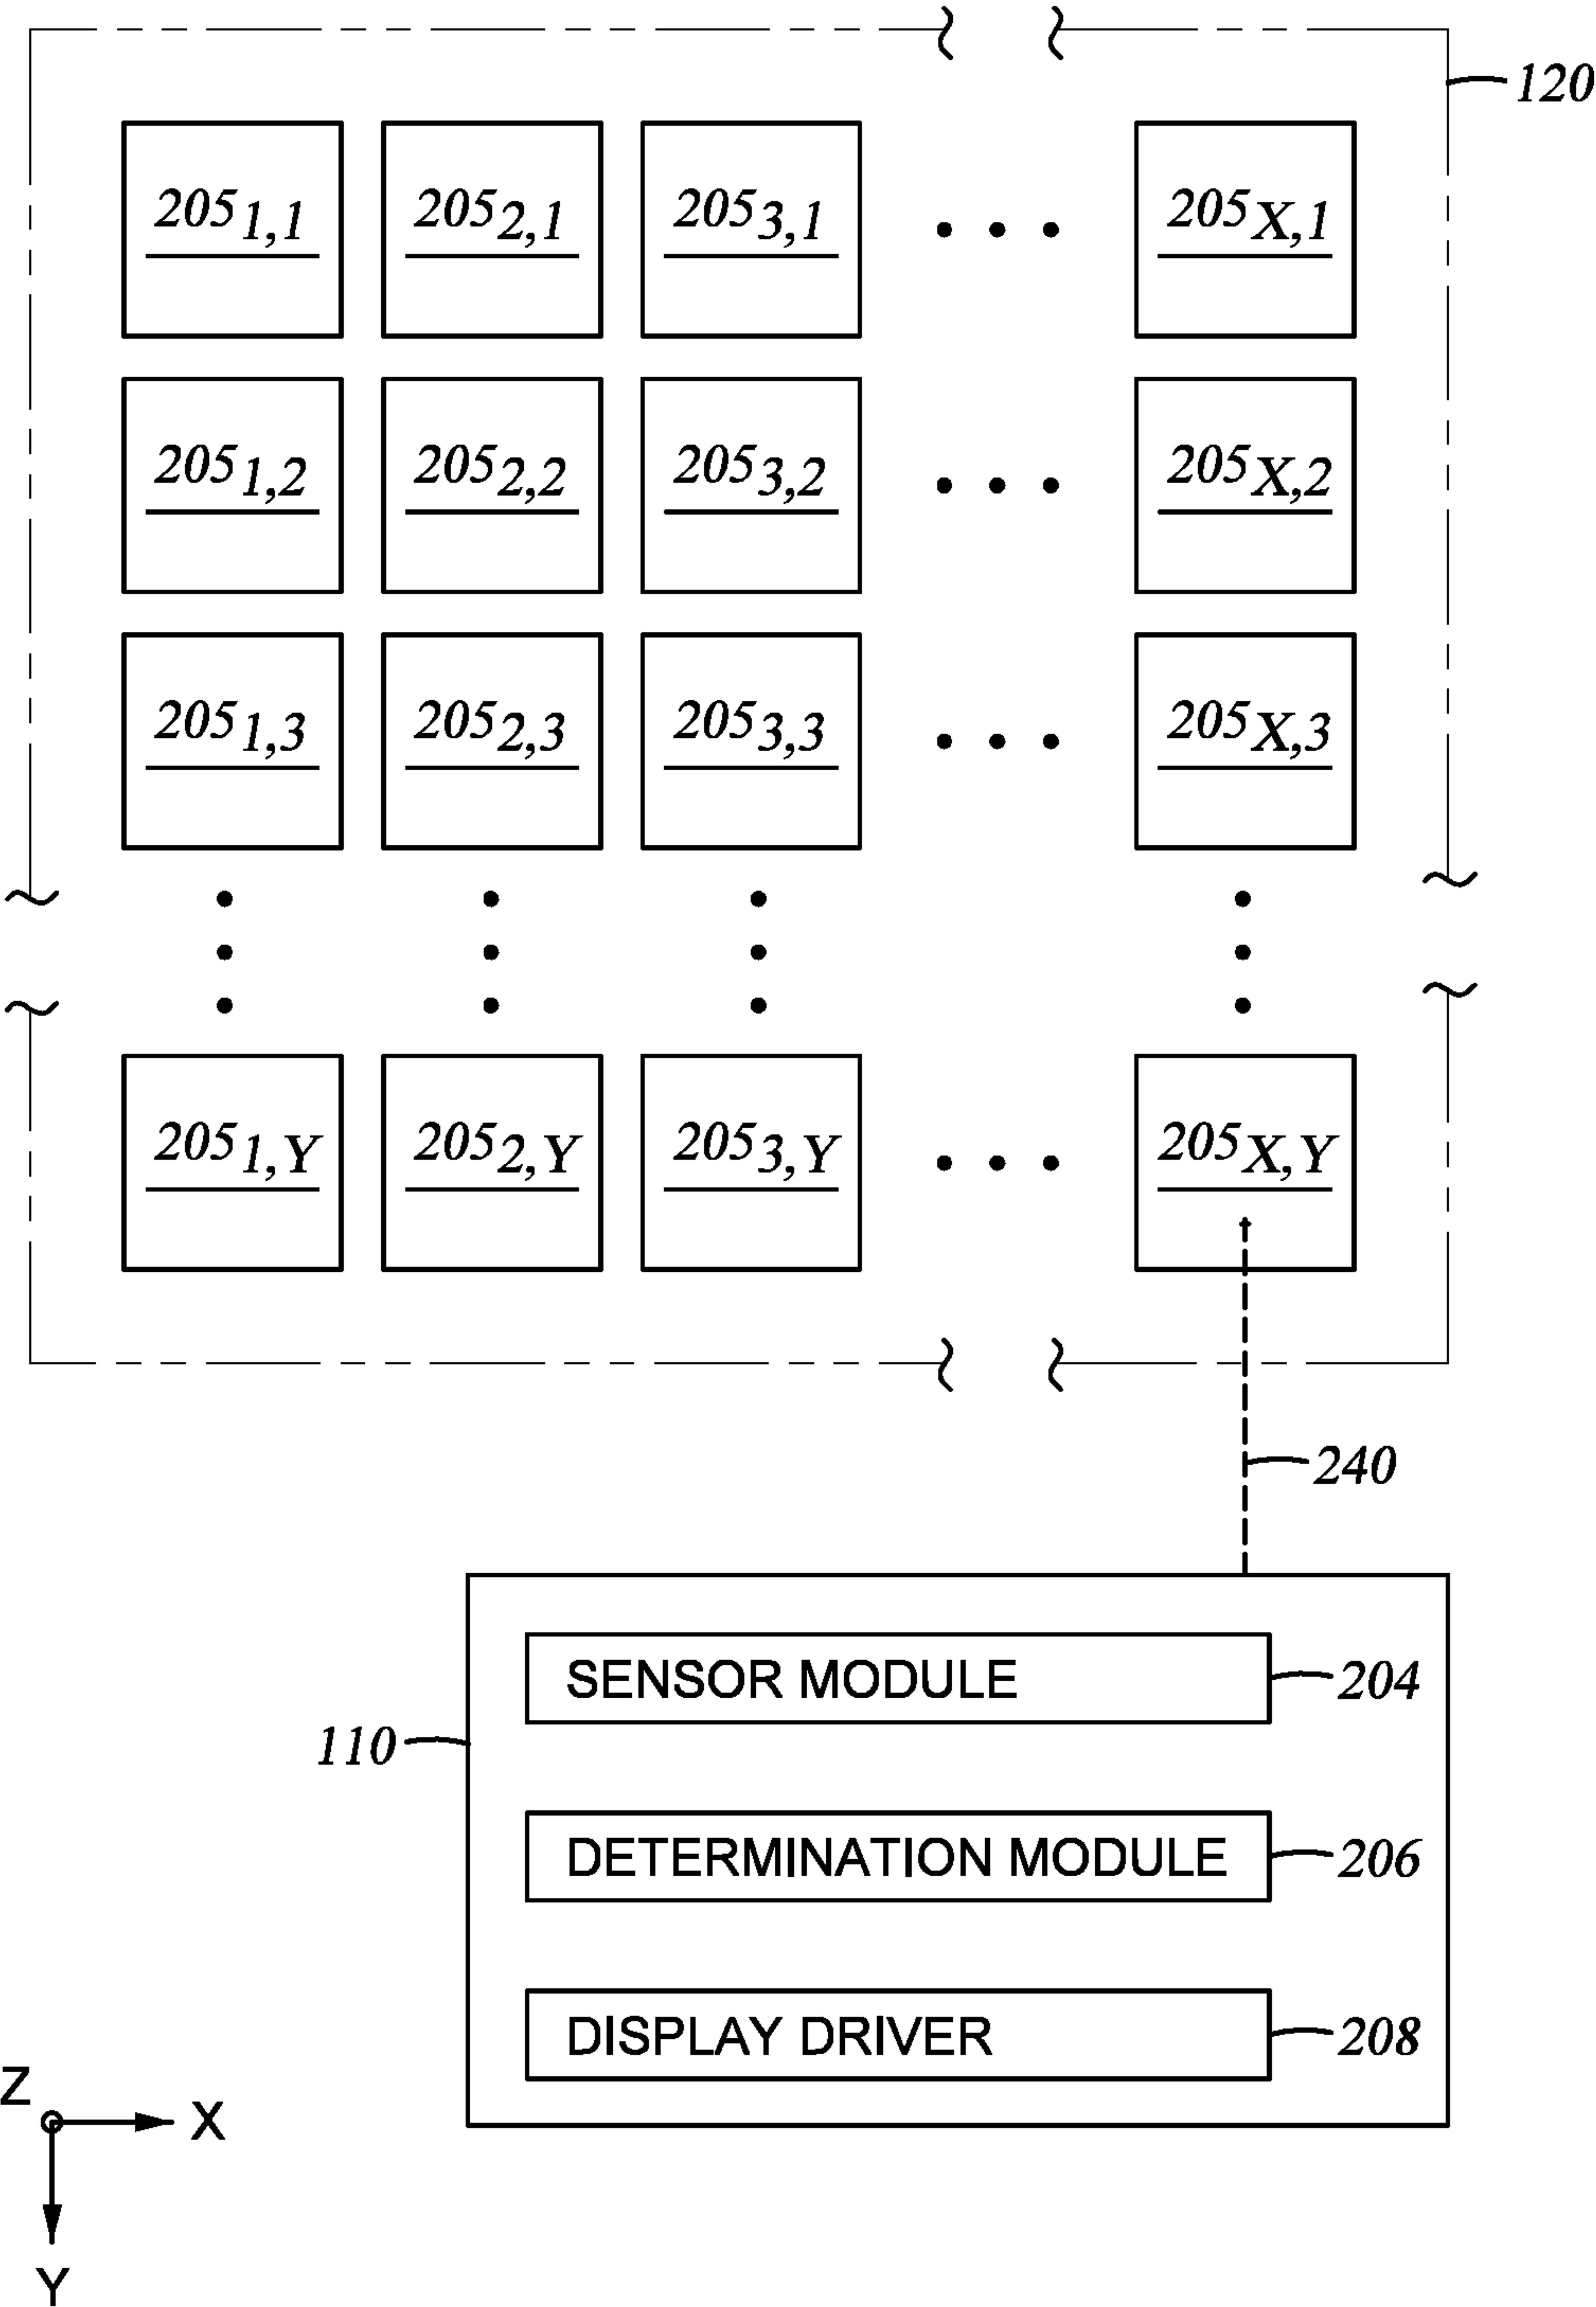 120
205 1,1 205 2,1 205 3,1 205 X,1
205 1,2 205 2,2 205 3,2 205 X,2
205 1,3 205 2,3 205 3,3 205 X,3
205 1,Y 205 2,Y 205 3,Y 205 X,Y
240
SENSOR MODULE 204
110
DETERMINATION MODULE 206
DISPLAY DRIVER 208
Z
X
Y